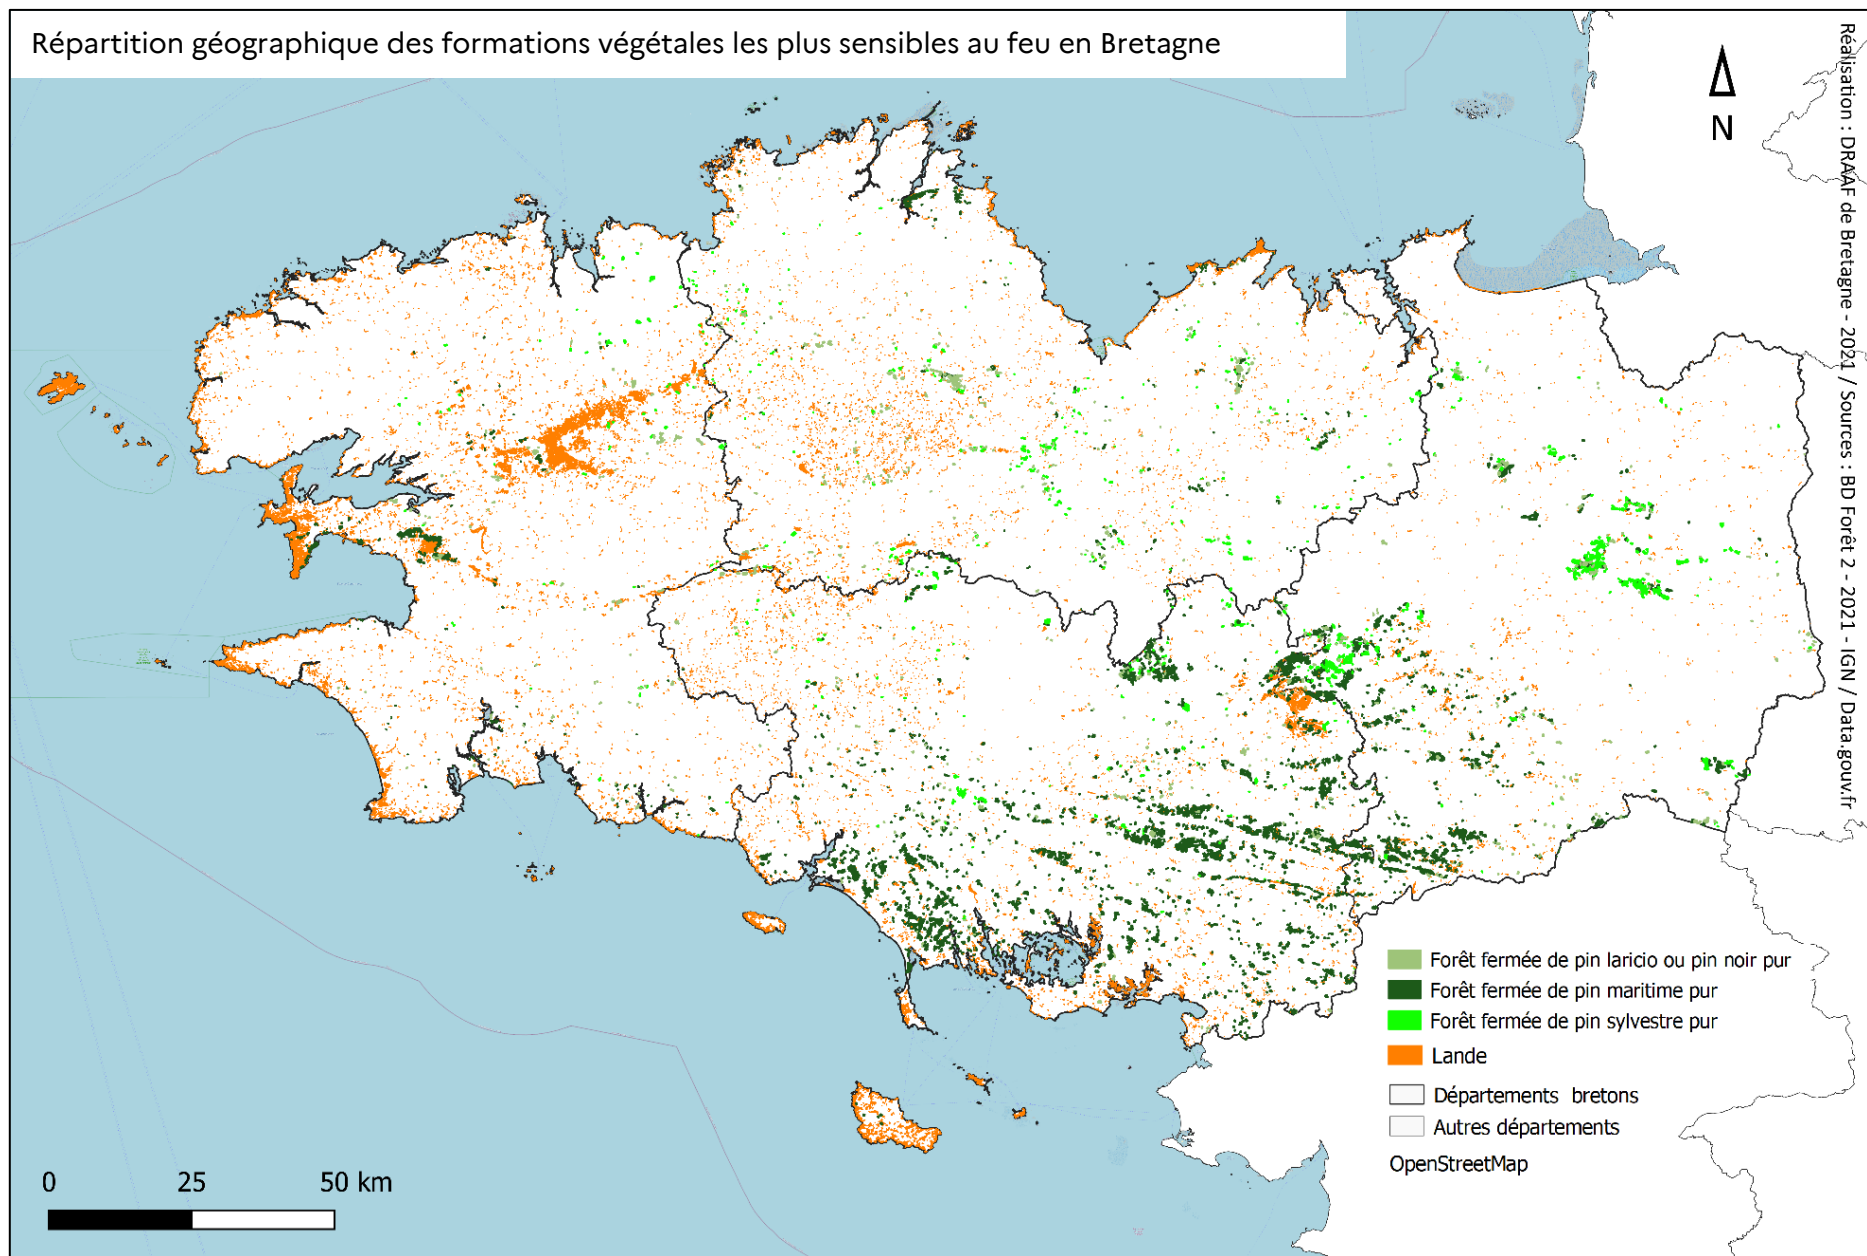 Répartition géographique des formations végétales les plus sensibles au feu en Bretagne
N
Réalisation : DRAAF de Bretagne - 2021 / Sources : BD Forêt 2 - 2021 - IGN / Data.gouv.fr
Forêt fermée de pin laricio ou pin noir pur
Forêt fermée de pin maritime pur
Forêt fermée de pin sylvestre pur
Lande
Départements bretons
Autres départements
OpenStreetMap
0 25 50 km